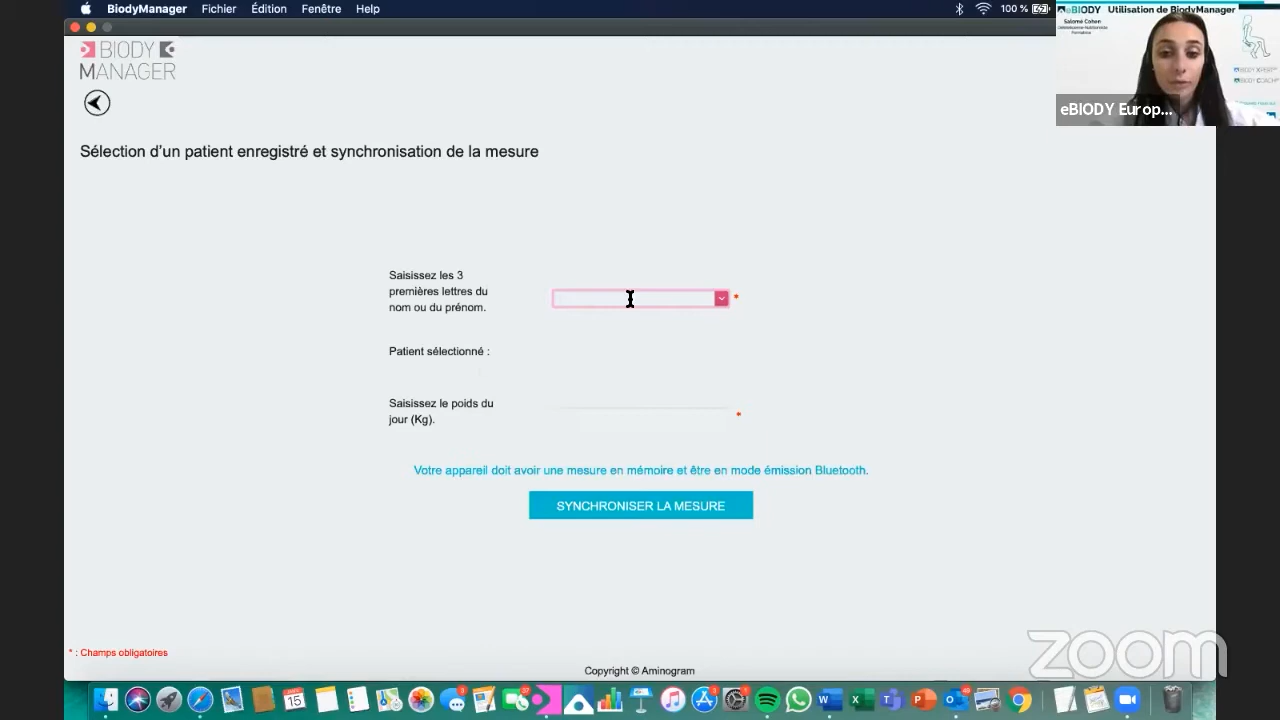 BiodyManager Fichier Édition Fenêtre Help
100 %
BIODY
MANAGER
Sélection d'un patient enregistré et synchronisation de la mesure
Saisissez les 3
premières lettres du
nom ou du prénom.
*
Patient sélectionné :
Saisissez le poids du
jour (Kg).
*
Votre appareil doit avoir une mesure en mémoire et être en mode émission Bluetooth.
SYNCHRONISER LA MESURE
* : Champs obligatoires
Copyright © Aminogram
eBIODY Utilisation de BiodyManager
Salomé Cohen
eBIODY Europ...
zoom